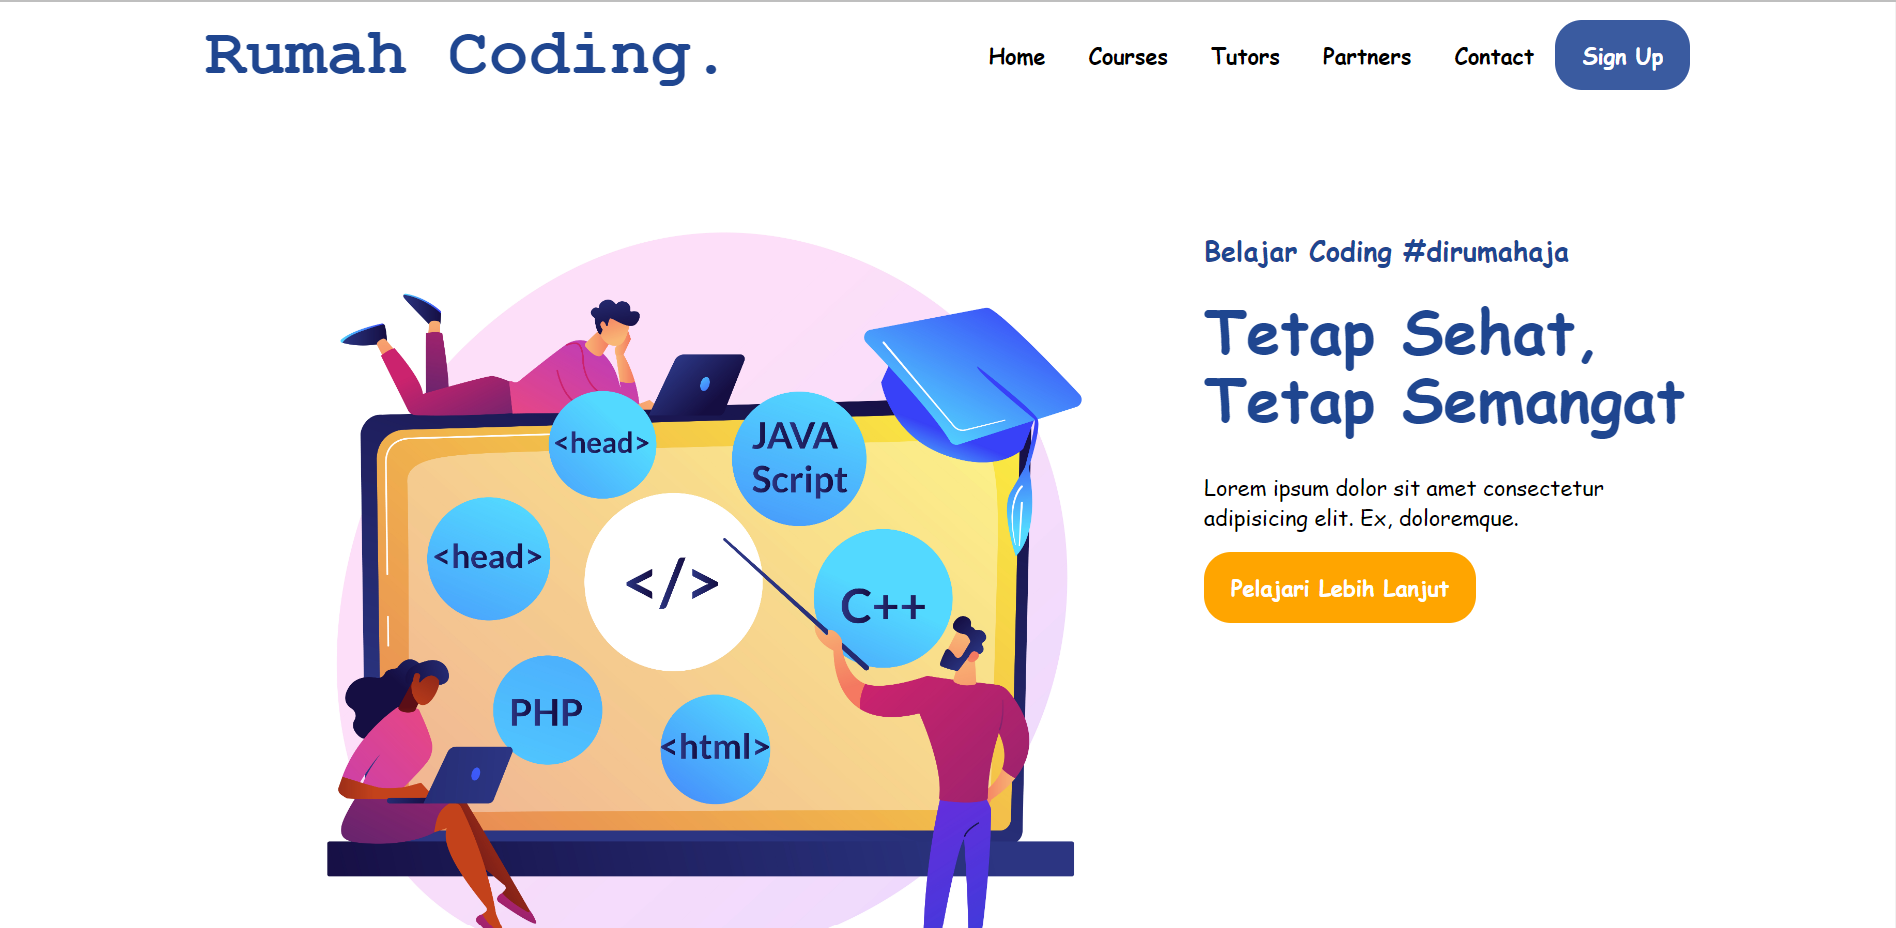 Rumah Coding.
Home Courses Tutors Partners Contact Sign Up
Belajar Coding #dirumahaja
Tetap Sehat,
Tetap Semangat
Lorem ipsum dolor sit amet consectetur
adipisicing elit. Ex, doloremque.
Pelajari Lebih Lanjut
<head>
JAVA
Script
<head>
</>
C++
PHP
<html>